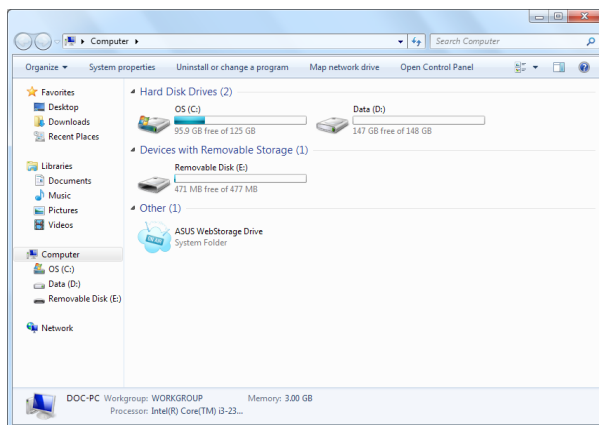 Computer
Search Computer
Organize
System properties
Uninstall or change a program
Map network drive
Open Control Panel
Favorites
Desktop
Downloads
Recent Places
Libraries
Documents
Music
Pictures
Videos
Computer
OS (C:)
Data (D:)
Removable Disk (E:)
Network
Hard Disk Drives (2)
OS (C:)
95.9 GB free of 125 GB
Data (D:)
147 GB free of 148 GB
Devices with Removable Storage (1)
Removable Disk (E:)
471 MB free of 477 MB
Other (1)
ON AIR
ASUS WebStorage Drive
System Folder
DOC-PC Workgroup: WORKGROUP Memory: 3.00 GB
Processor: Intel(R) Core(TM) i3-23...